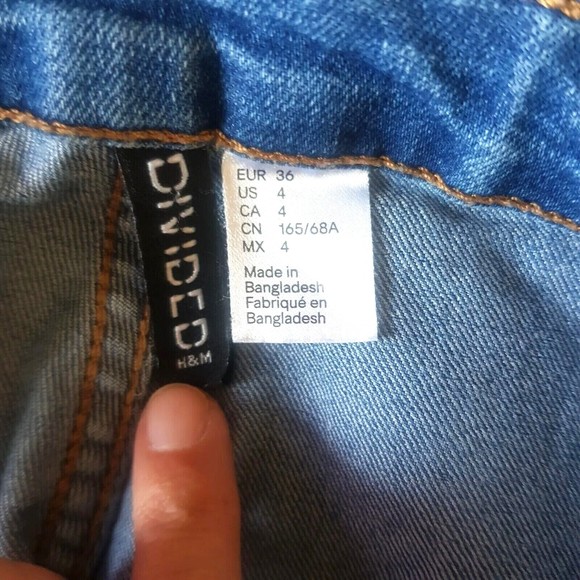 DIVIDED
H&M
EUR 36
US 4
CA 4
CN 165/68A
MX 4
Made in
Bangladesh
Fabriqué en
Bangladesh